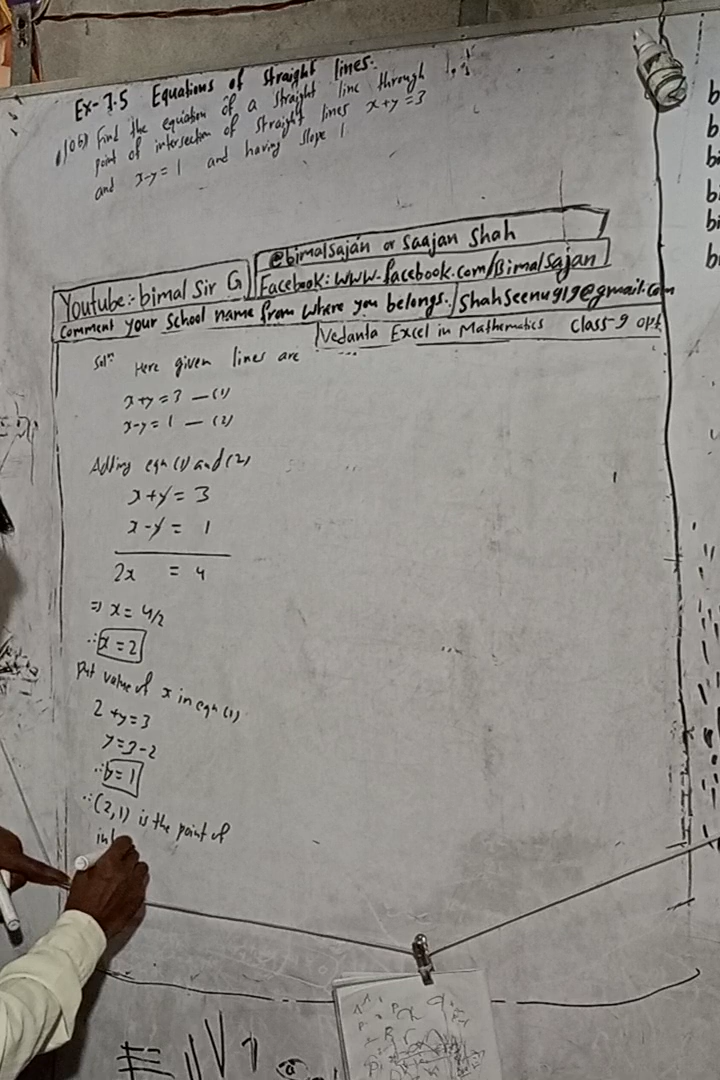 Ex-7.5 Equations of Straight lines.
Find the equation of a straight line through
point of intersection of straight lines x+y=3
and x-y=1 and having slope 1
Youtube:- bimal Sir G
@bimalsajan or Saajan Shah
Facebook: www.facebook.com/Bimalsajan
Comment your School name from where you belongs. shahseenu919@gmail.com
Vedanta Excel in Mathematics Class-9 opt
Solⁿ Here given lines are
x+y=3 —(1)
x-y=1 —(2)
Adding eqn (1) and (2)
x+y = 3
x-y = 1
2x = 4
⇒ x = 4/2
∴ x = 2
Put value of x in eqn (1)
2+y=3
y=3-2
∴ y=1
∴ (2,1) is the point of